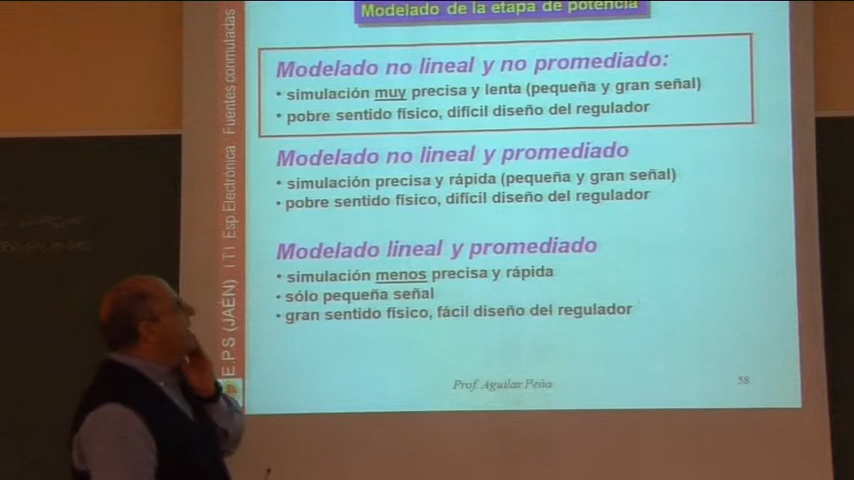 Modelado de la etapa de potencia
Modelado no lineal y no promediado:
• simulación muy precisa y lenta (pequeña y gran señal)
• pobre sentido físico, difícil diseño del regulador
Modelado no lineal y promediado
• simulación precisa y rápida (pequeña y gran señal)
• pobre sentido físico, difícil diseño del regulador
Modelado lineal y promediado
• simulación menos precisa y rápida
• sólo pequeña señal
• gran sentido físico, fácil diseño del regulador
Prof. Aguilar Peña
58
E.P.S (JAÉN) I T I Esp Electrónica Fuentes conmutadas